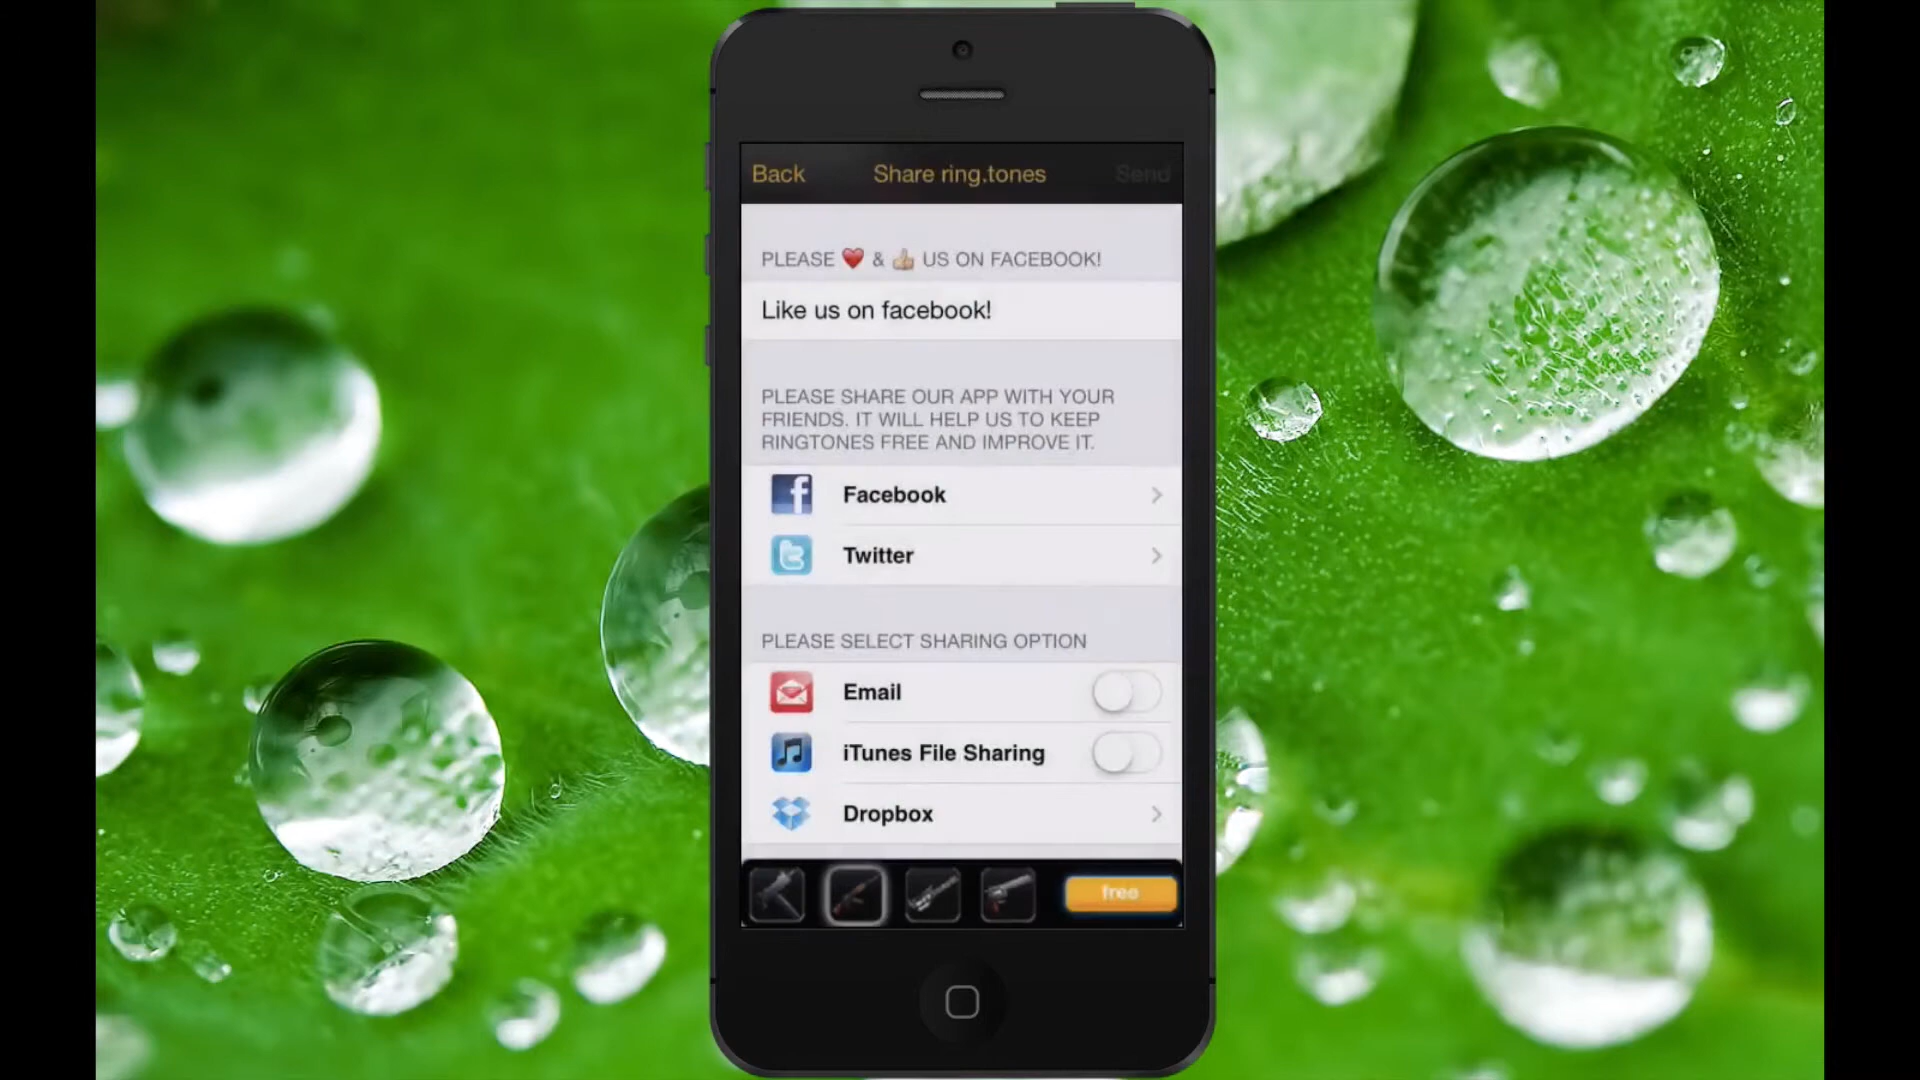 Back Share ring.tones Send
PLEASE ❤️ & 👍 US ON FACEBOOK!
Like us on facebook!
PLEASE SHARE OUR APP WITH YOUR
FRIENDS. IT WILL HELP US TO KEEP
RINGTONES FREE AND IMPROVE IT.
Facebook
Twitter
PLEASE SELECT SHARING OPTION
Email
iTunes File Sharing
Dropbox
free